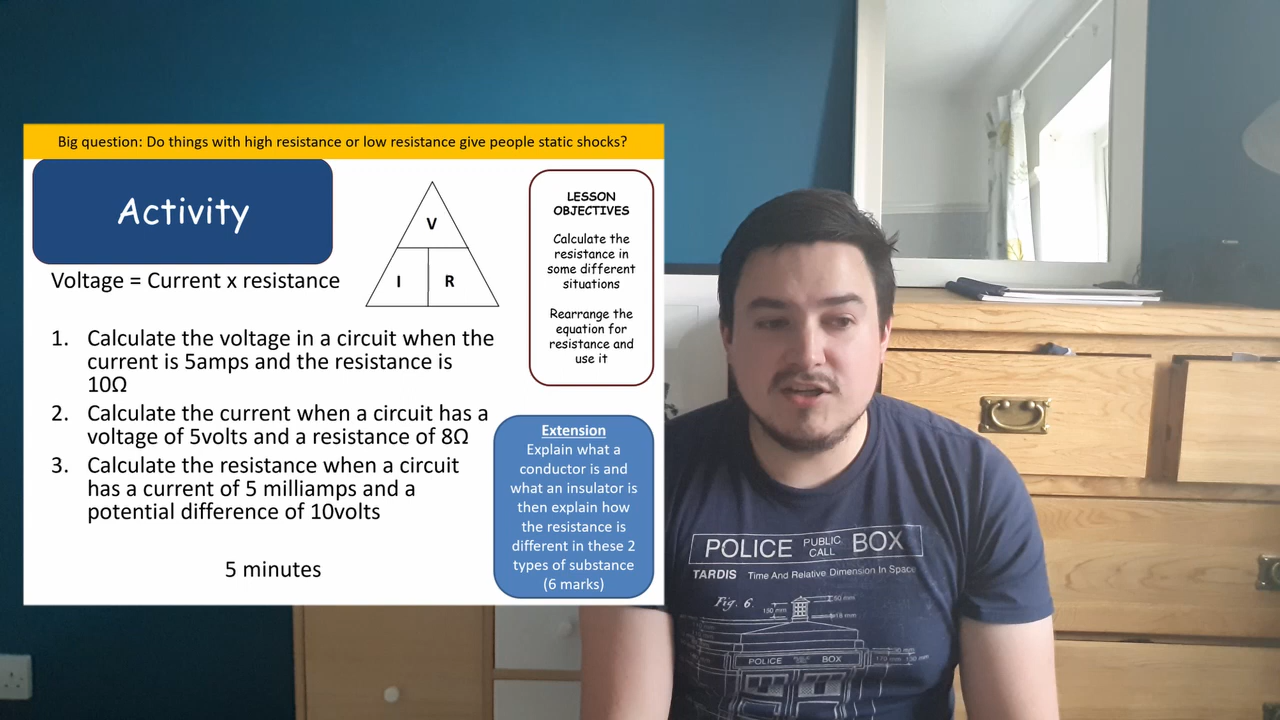 Big question: Do things with high resistance or low resistance give people static shocks?
Activity
Voltage = Current x resistance
V
I R
1. Calculate the voltage in a circuit when the
current is 5amps and the resistance is
10Ω
2. Calculate the current when a circuit has a
voltage of 5volts and a resistance of 8Ω
3. Calculate the resistance when a circuit
has a current of 5 milliamps and a
potential difference of 10volts
5 minutes
LESSON
OBJECTIVES
Calculate the
resistance in
some different
situations
Rearrange the
equation for
resistance and
use it
Extension
Explain what a
conductor is and
what an insulator is
then explain how
the resistance is
different in these 2
types of substance
(6 marks)
POLICE PUBLIC CALL BOX
TARDIS Time And Relative Dimension In Space
Fig. 6.
150 mm
POLICE BOX